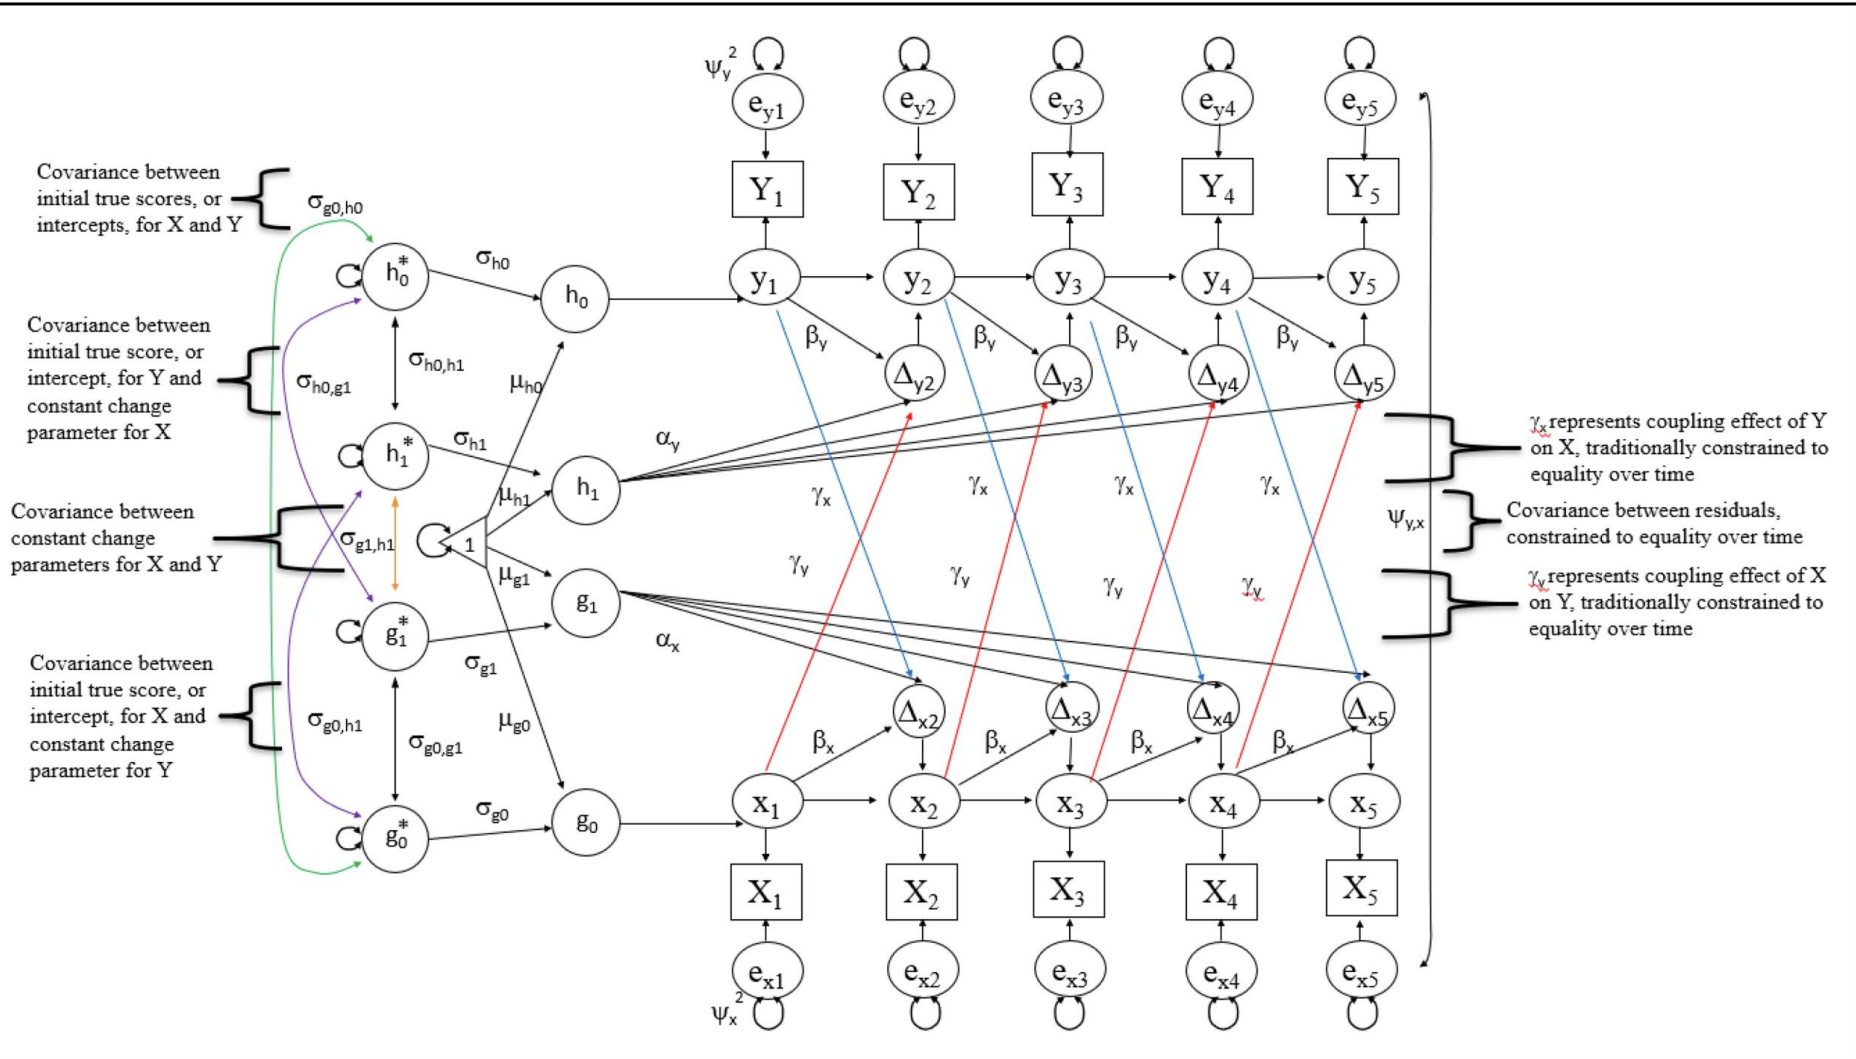 ψy²
ey1
ey2
ey3
ey4
ey5
Y1
Y2
Y3
Y4
Y5
Covariance between
initial true scores, or
intercepts, for X and Y
σg0,h0
h0*
σh0
h0
y1
y2
y3
y4
y5
βy
βy
βy
βy
Δy2
Δy3
Δy4
Δy5
Covariance between
initial true score, or
intercept, for Y and
constant change
parameter for X
σh0,g1
σh0,h1
μh0
h1*
σh1
h1
αy
μh1
γx
γx
γx
γx
γx represents coupling effect of Y
on X, traditionally constrained to
equality over time
ψy,x
Covariance between residuals,
constrained to equality over time
Covariance between
constant change
parameters for X and Y
σg1,h1
1
μg1
g1
γy
γy
γy
γy
γy represents coupling effect of X
on Y, traditionally constrained to
equality over time
g1*
σg1
αx
Covariance between
initial true score, or
intercept, for X and
constant change
parameter for Y
σg0,h1
σg0,g1
μg0
Δx2
Δx3
Δx4
Δx5
βx
βx
βx
βx
g0*
σg0
g0
x1
x2
x3
x4
x5
X1
X2
X3
X4
X5
ex1
ex2
ex3
ex4
ex5
ψx²